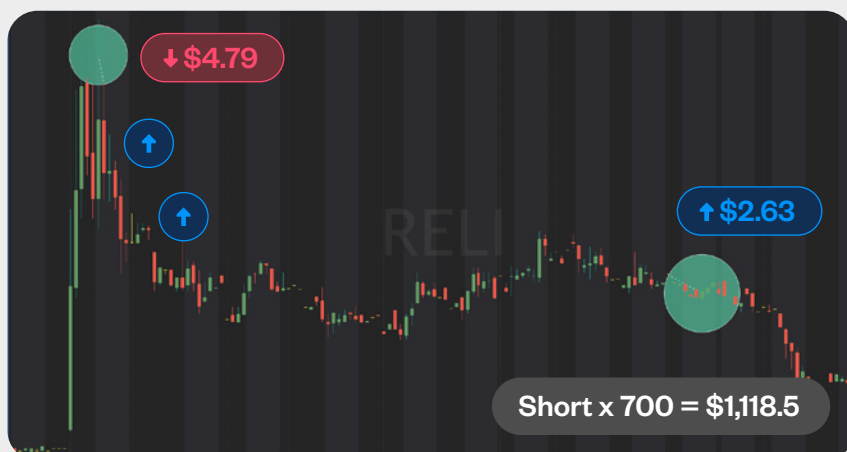 $4.79
RELI
$2.63
Short x 700 = $1,118.5